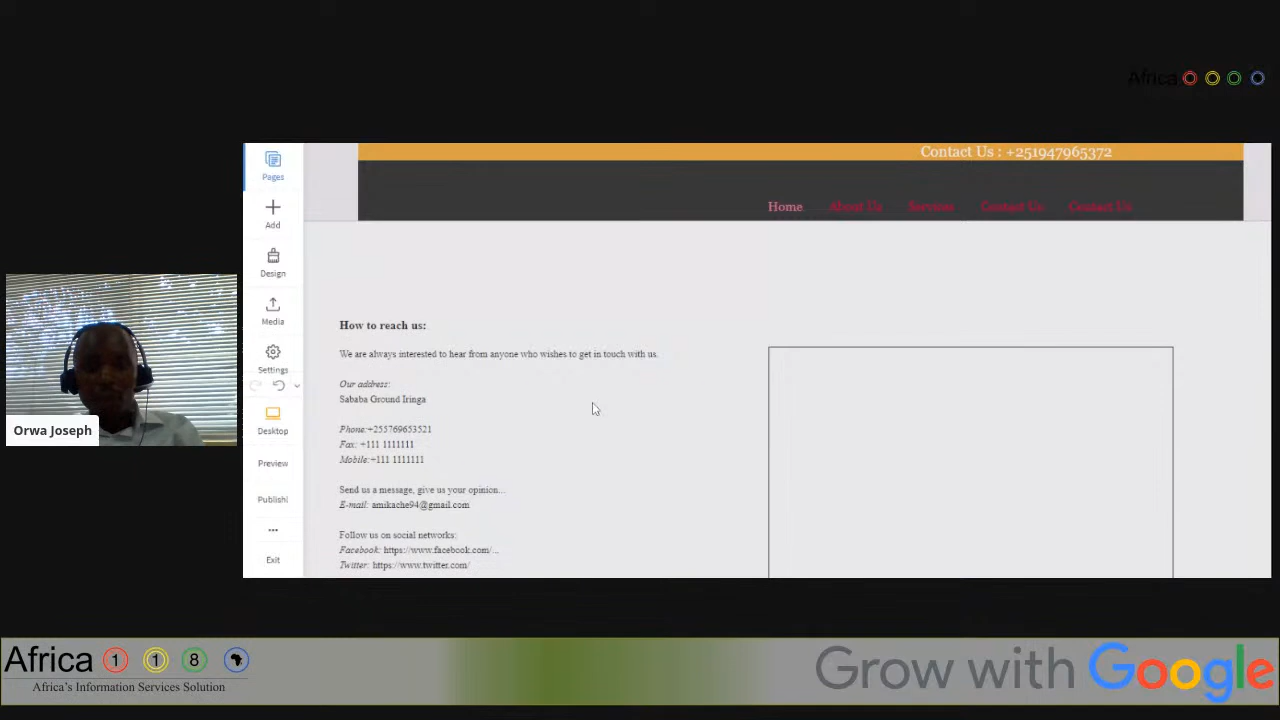 Africa
Pages
Add
Design
Media
Settings
Desktop
Preview
Publishi
...
Exit
Contact Us : +251947965372
Home About Us Services Contact Us Contact Us
How to reach us:
We are always interested to hear from anyone who wishes to get in touch with us.
Our address:
Sababa Ground Iringa
Phone:+255769653521
Fax: +111 1111111
Mobile:+111 1111111
Send us a message, give us your opinion...
E-mail: amikache94@gmail.com
Follow us on social networks:
Facebook: https://www.facebook.com/...
Twitter: https://www.twitter.com/
Orwa Joseph
Africa 1 1 8
Africa's Information Services Solution
Grow with Google